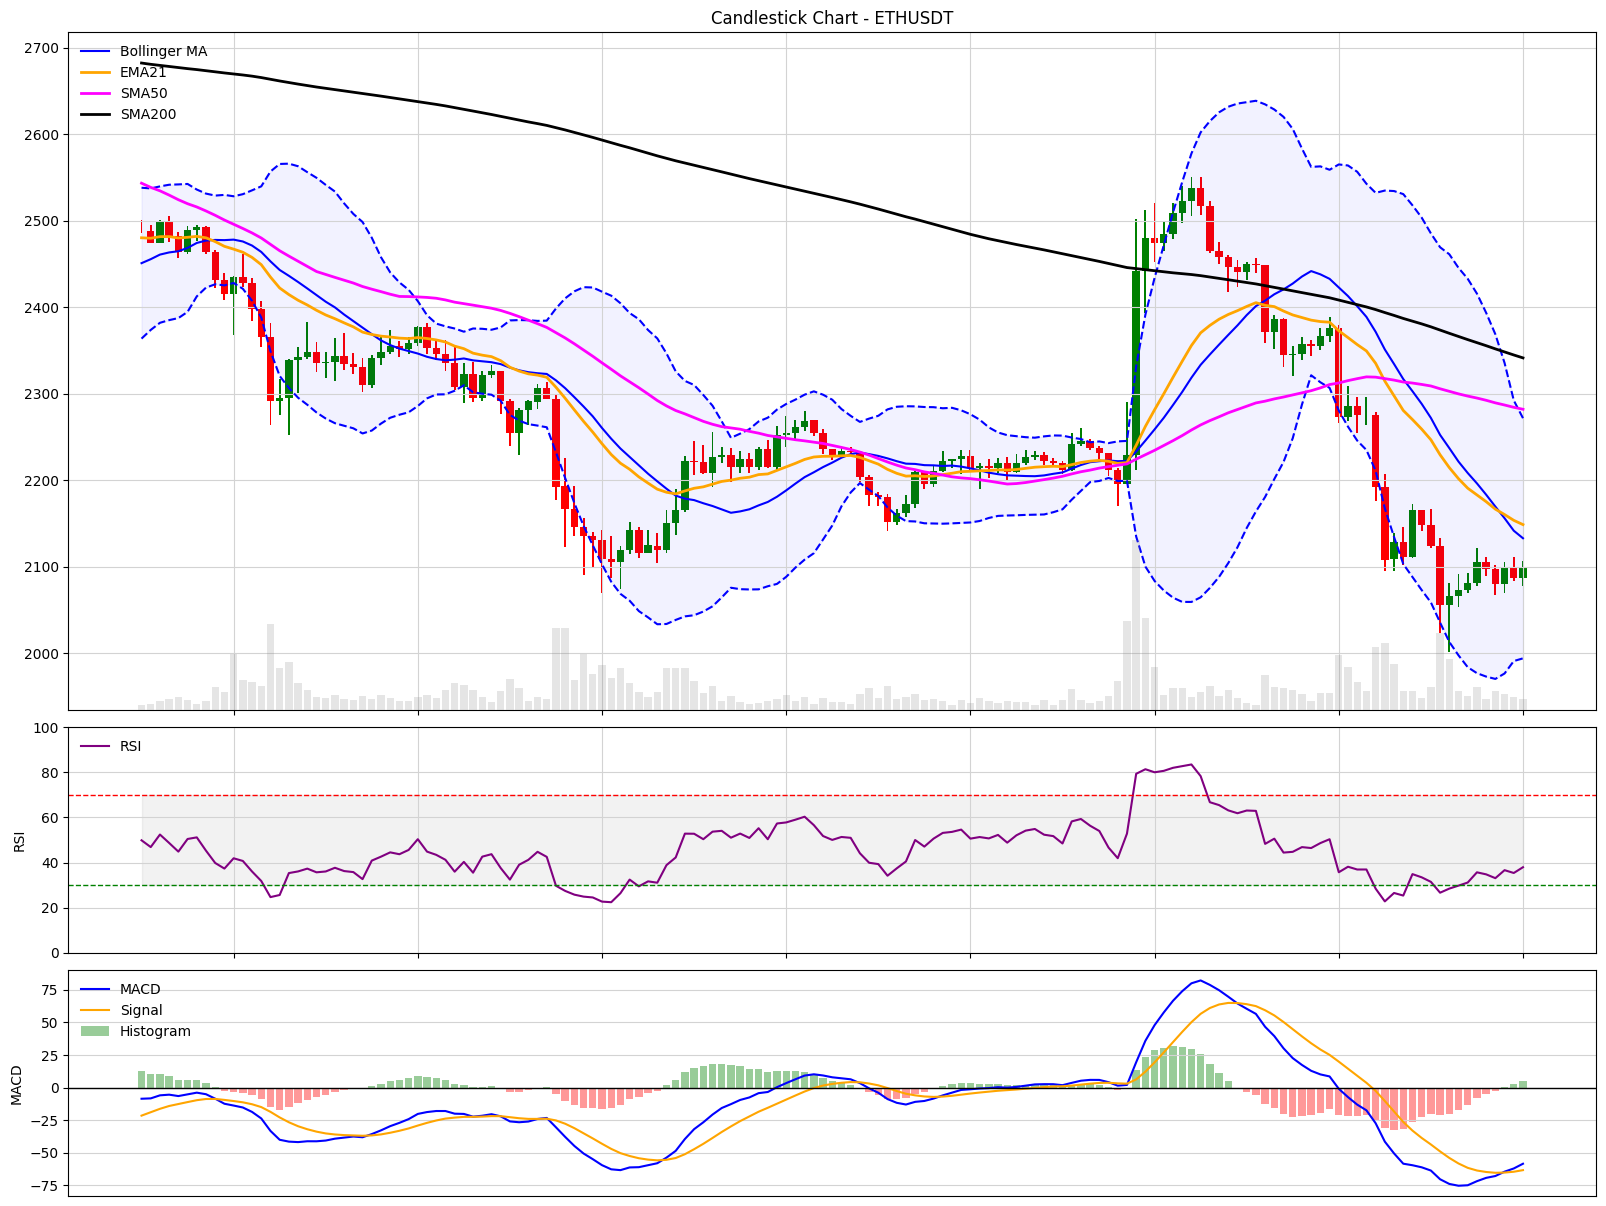 Candlestick Chart - ETHUSDT
Bollinger MA
EMA21
SMA50
SMA200
2700
2600
2500
2400
2300
2200
2100
2000
RSI
100
80
60
40
20
0
RSI
MACD
Signal
Histogram
75
50
25
0
−25
−50
−75
MACD